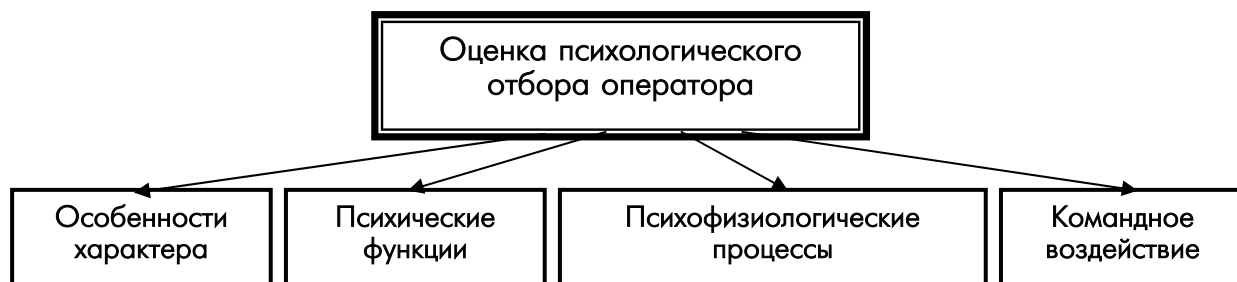 Оценка психологического
отбора оператора
Особенности
характера
Психические
функции
Психофизиологические
процессы
Командное
воздействие